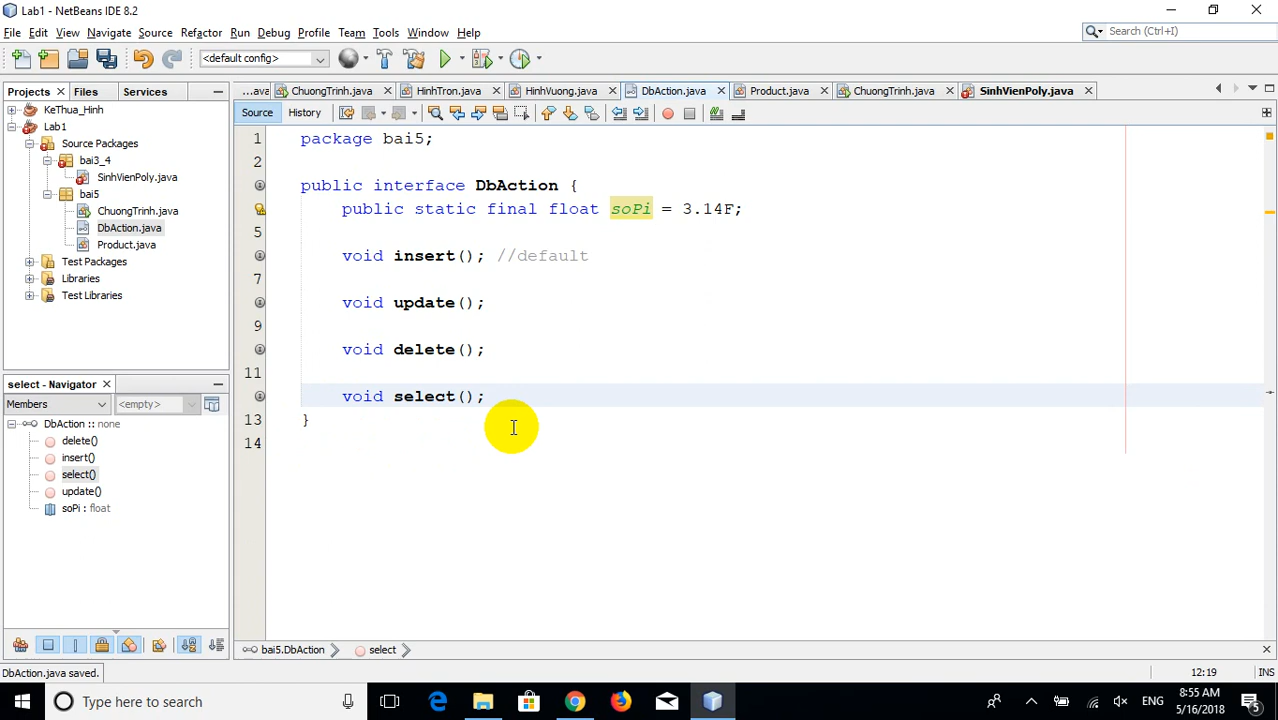 Lab1 - NetBeans IDE 8.2
File Edit View Navigate Source Refactor Run Debug Profile Team Tools Window Help
Search (Ctrl+I)
<default config>
Projects Files Services
...ava ChuongTrinh.java HinhTron.java HinhVuong.java DbAction.java Product.java ChuongTrinh.java SinhVienPoly.java
Source History
KeThua_Hinh
Lab1
Source Packages
bai3_4
SinhVienPoly.java
bai5
ChuongTrinh.java
DbAction.java
Product.java
Test Packages
Libraries
Test Libraries
1 package bai5;
2
public interface DbAction {
public static final float soPi = 3.14F;
5
void insert(); //default
7
void update();
9
void delete();
11
void select();
13 }
14
select - Navigator
Members <empty>
DbAction :: none
delete()
insert()
select()
update()
soPi : float
bai5.DbAction select
DbAction.java saved.
12:19 INS
Type here to search
ENG
8:55 AM
5/16/2018
5